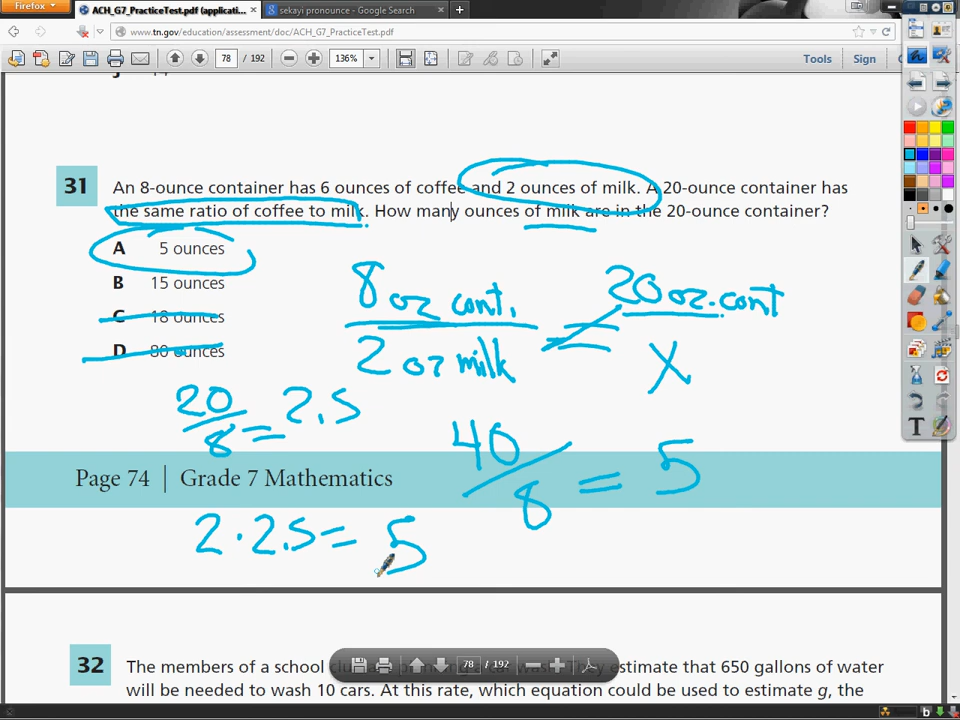 Firefox
ACH_G7_PracticeTest.pdf (applicati...
sekayi pronounce - Google Search
www.tn.gov/education/assessment/doc/ACH_G7_PracticeTest.pdf
78 / 192
136%
Tools
Sign
31
An 8-ounce container has 6 ounces of coffee and 2 ounces of milk. A 20-ounce container has
the same ratio of coffee to milk. How many ounces of milk are in the 20-ounce container?
A 5 ounces
B 15 ounces
C 18 ounces
D 80 ounces
8 oz cont. = 20 oz. cont
2 oz milk X
20/8 = 2.5
40/8 = 5
Page 74 | Grade 7 Mathematics
2 · 2.5 = 5
32
The members of a school
estimate that 650 gallons of water
will be needed to wash 10 cars. At this rate, which equation could be used to estimate g, the
78 / 192
T